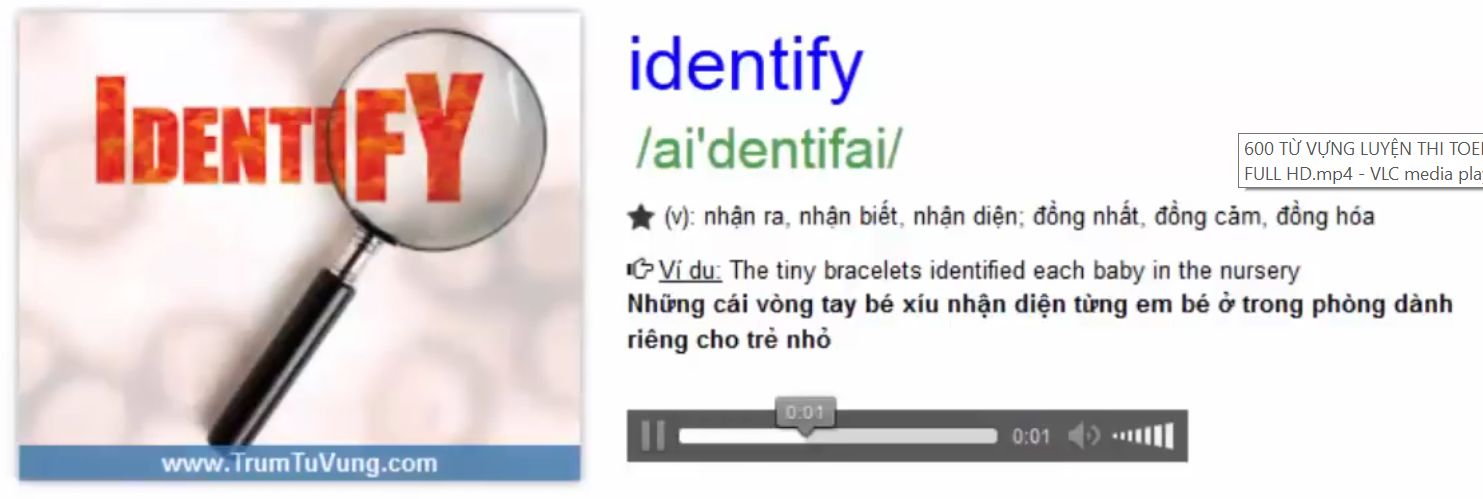 IDENTIFY
www.TrumTuVung.com
identify
/ai'dentifai/
(v): nhận ra, nhận biết, nhận diện; đồng nhất, đồng cảm, đồng hóa
Ví dụ: The tiny bracelets identified each baby in the nursery
Những cái vòng tay bé xíu nhận diện từng em bé ở trong phòng dành
riêng cho trẻ nhỏ
0:01
0:01
600 TỪ VỰNG LUYỆN THI TOEI
FULL HD.mp4 - VLC media pla